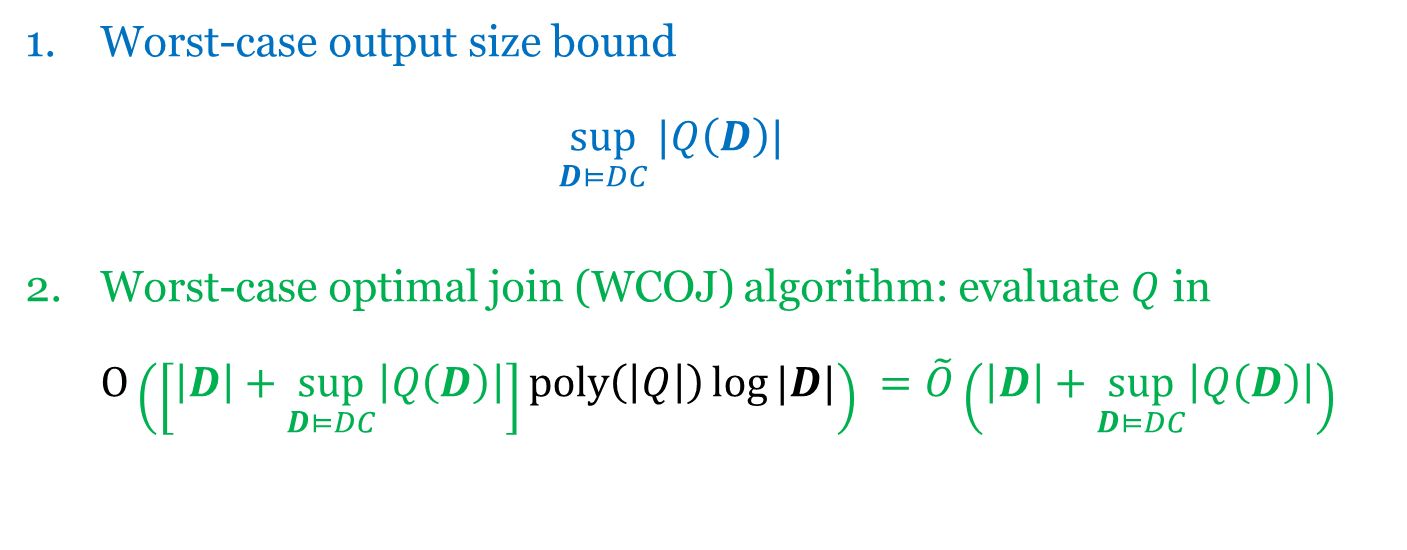 1. Worst-case output size bound
sup |Q(D)|
D⊨DC
2. Worst-case optimal join (WCOJ) algorithm: evaluate Q in
O([|D| + sup |Q(D)|] poly(|Q|) log |D|) = Õ(|D| + sup |Q(D)|)
D⊨DC D⊨DC